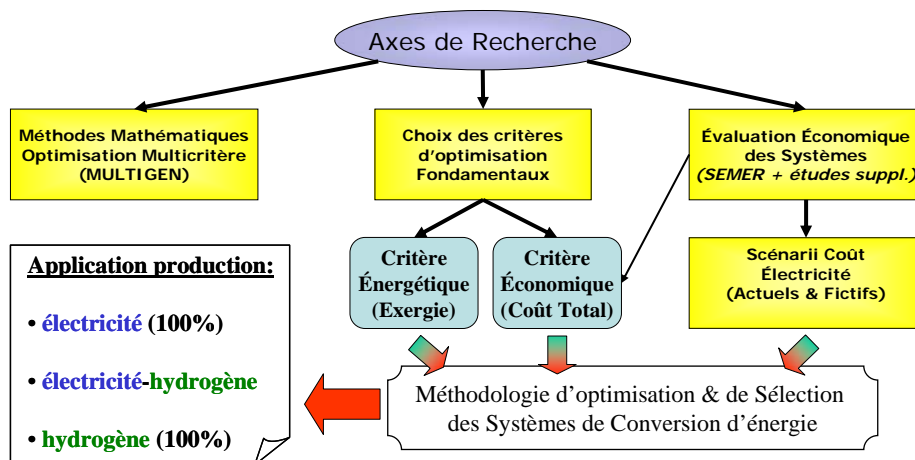 Axes de Recherche
Méthodes Mathématiques
Optimisation Multicritère
(MULTIGEN)
Choix des critères
d'optimisation
Fondamentaux
Évaluation Économique
des Systèmes
(SEMER + études suppl.)
Critère
Énergétique
(Exergie)
Critère
Économique
(Coût Total)
Scénarii Coût
Électricité
(Actuels & Fictifs)
Application production:
• électricité (100%)
• électricité-hydrogène
• hydrogène (100%)
Méthodologie d'optimisation & de Sélection
des Systèmes de Conversion d'énergie